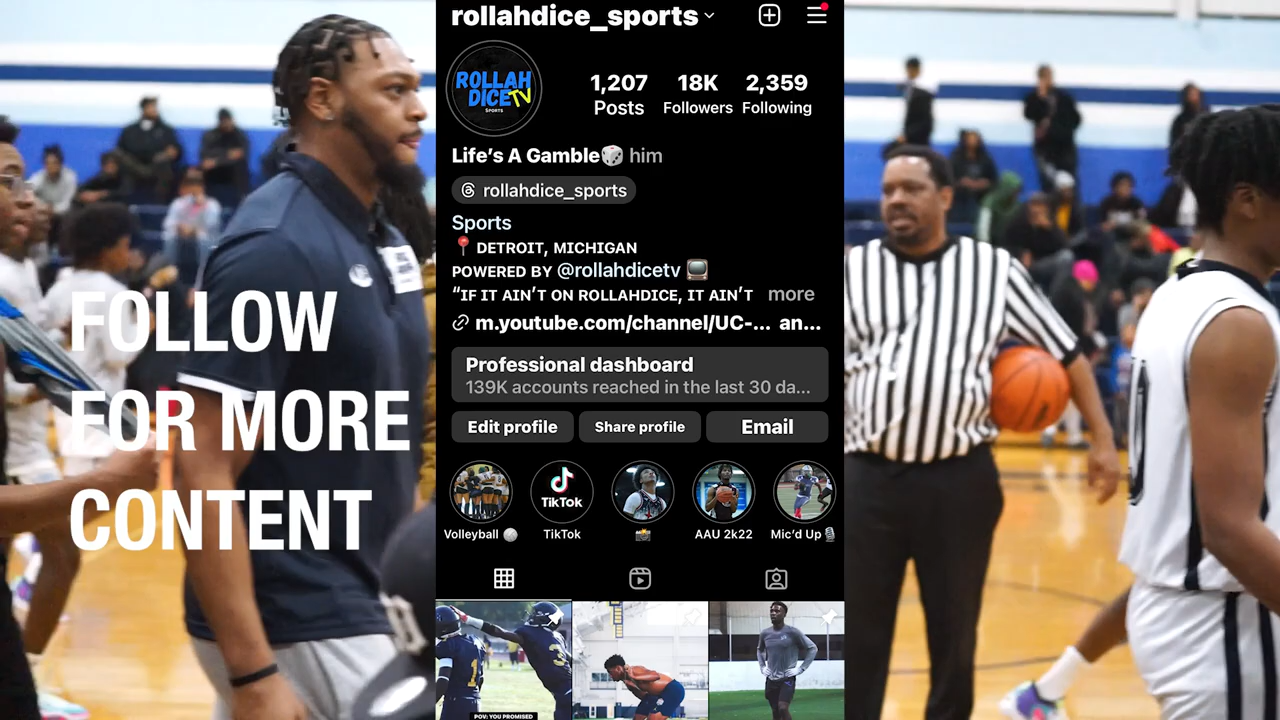 FOLLOW
FOR MORE
CONTENT
rollahdice_sports
ROLLAH
DICE TV
SPORTS
1,207 18K 2,359
Posts Followers Following
Life's A Gamble🎲 him
rollahdice_sports
Sports
📍 DETROIT, MICHIGAN
POWERED BY @rollahdicetv 📺
“IF IT AIN'T ON ROLLAHDICE, IT AIN'T more
m.youtube.com/channel/UC-... an...
Professional dashboard
139K accounts reached in the last 30 da...
Edit profile Share profile Email
TikTok
Volleyball 🏐 TikTok 📸 AAU 2k22 Mic'd Up🎙️
POV: YOU PROMISED